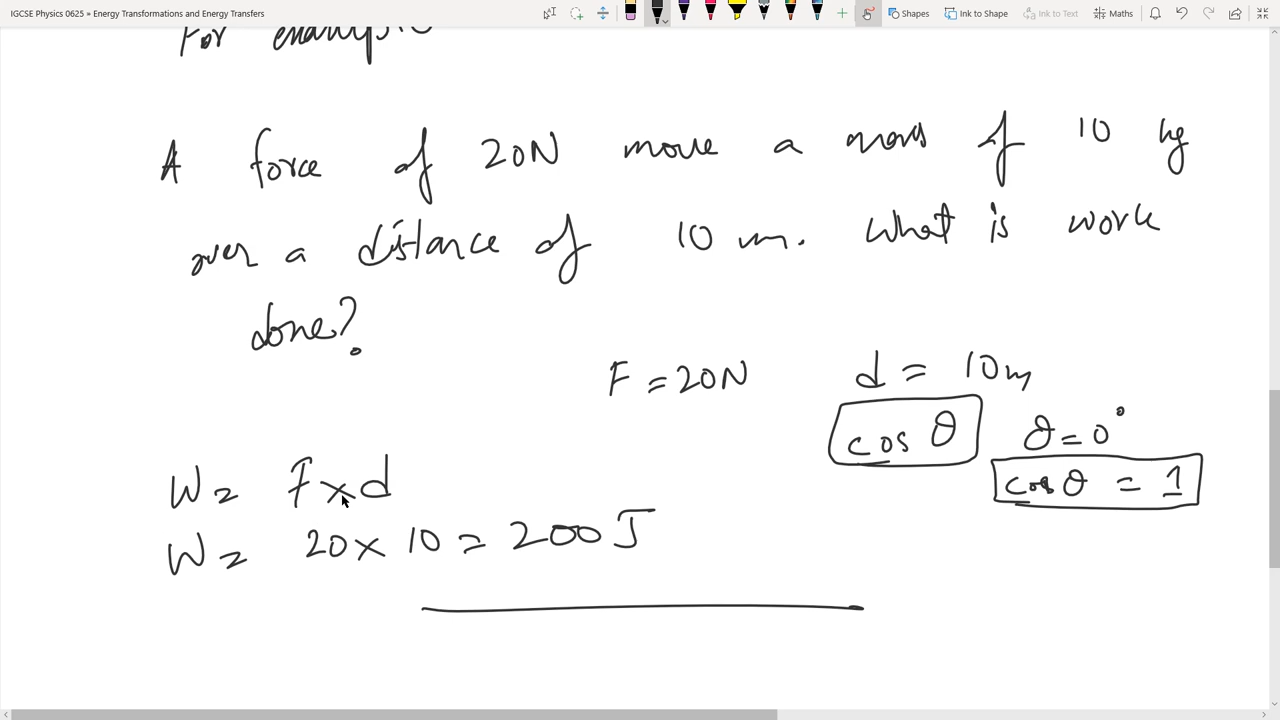 IGCSE Physics 0625 » Energy Transformations and Energy Transfers
Shapes Ink to Shape Ink to Text Maths
For example
A force of 20N move a mass of 10 kg
over a distance of 10 m. What is work
done?
F = 20N d = 10m
cos θ θ = 0°
cos θ = 1
W = F × d
W = 20 × 10 = 200 J